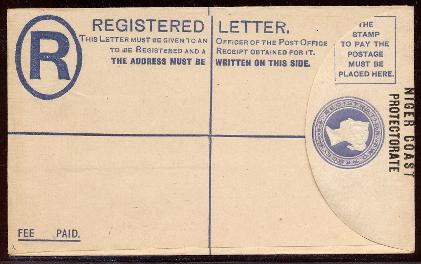 REGISTERED LETTER.
THIS LETTER MUST BE GIVEN TO AN OFFICER OF THE POST OFFICE
TO BE REGISTERED AND A RECEIPT OBTAINED FOR IT.
THE ADDRESS MUST BE WRITTEN ON THIS SIDE.
R
THE
STAMP
TO PAY THE
POSTAGE
MUST BE
PLACED HERE.
NIGER COAST
PROTECTORATE
FEE PAID.